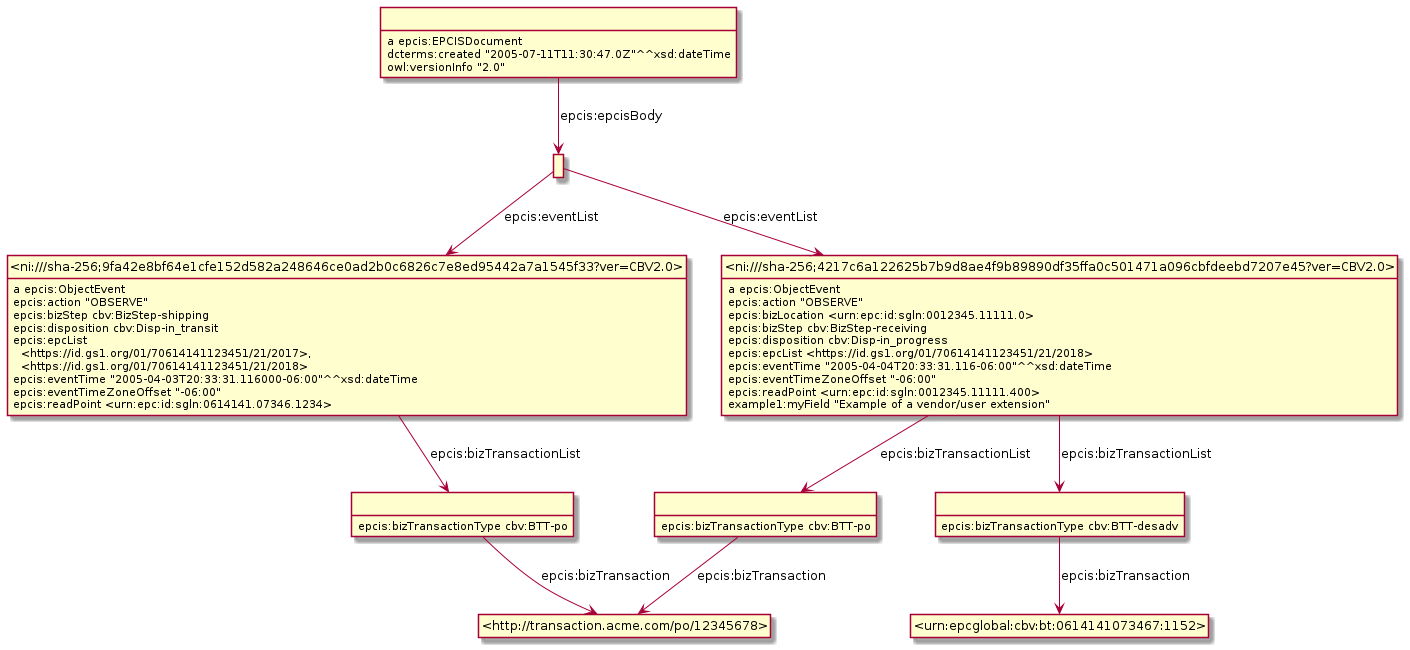 a epcis:EPCISDocument
dcterms:created "2005-07-11T11:30:47.0Z"^^xsd:dateTime
owl:versionInfo "2.0"
epcis:epcisBody
epcis:eventList
epcis:eventList
<ni:///sha-256;9fa42e8bf64e1cfe152d582a248646ce0ad2b0c6826c7e8ed95442a7a1545f33?ver=CBV2.0>
a epcis:ObjectEvent
epcis:action "OBSERVE"
epcis:bizStep cbv:BizStep-shipping
epcis:disposition cbv:Disp-in_transit
epcis:epcList
<https://id.gs1.org/01/70614141123451/21/2017>,
<https://id.gs1.org/01/70614141123451/21/2018>
epcis:eventTime "2005-04-03T20:33:31.116000-06:00"^^xsd:dateTime
epcis:eventTimeZoneOffset "-06:00"
epcis:readPoint <urn:epc:id:sgln:0614141.07346.1234>
<ni:///sha-256;4217c6a122625b7b9d8ae4f9b89890df35ffa0c501471a096cbfdeebd7207e45?ver=CBV2.0>
a epcis:ObjectEvent
epcis:action "OBSERVE"
epcis:bizLocation <urn:epc:id:sgln:0012345.11111.0>
epcis:bizStep cbv:BizStep-receiving
epcis:disposition cbv:Disp-in_progress
epcis:epcList <https://id.gs1.org/01/70614141123451/21/2018>
epcis:eventTime "2005-04-04T20:33:31.116-06:00"^^xsd:dateTime
epcis:eventTimeZoneOffset "-06:00"
epcis:readPoint <urn:epc:id:sgln:0012345.11111.400>
example1:myField "Example of a vendor/user extension"
epcis:bizTransactionList
epcis:bizTransactionList
epcis:bizTransactionList
epcis:bizTransactionType cbv:BTT-po
epcis:bizTransactionType cbv:BTT-po
epcis:bizTransactionType cbv:BTT-desadv
epcis:bizTransaction
epcis:bizTransaction
epcis:bizTransaction
<http://transaction.acme.com/po/12345678>
<urn:epcglobal:cbv:bt:0614141073467:1152>